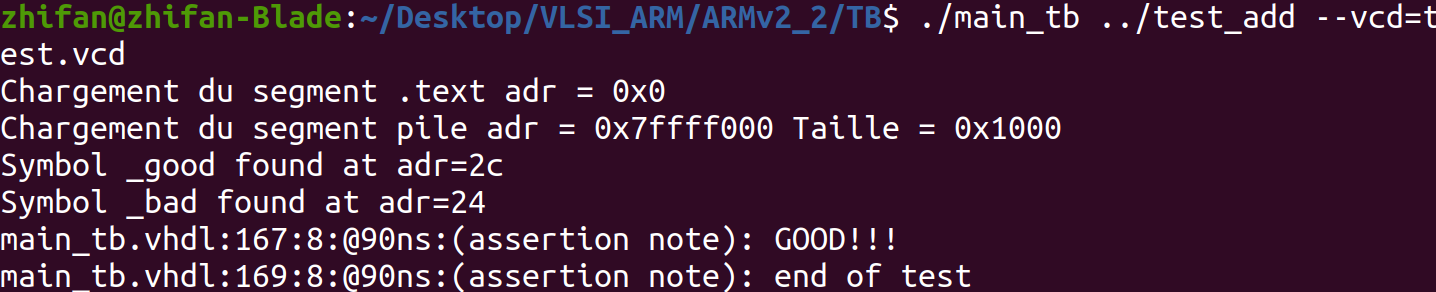 zhifan@zhifan-Blade:~/Desktop/VLSI_ARM/ARMv2_2/TB$ ./main_tb ../test_add --vcd=t
est.vcd
Chargement du segment .text adr = 0x0
Chargement du segment pile adr = 0x7ffff000 Taille = 0x1000
Symbol _good found at adr=2c
Symbol _bad found at adr=24
main_tb.vhdl:167:8:@90ns:(assertion note): GOOD!!!
main_tb.vhdl:169:8:@90ns:(assertion note): end of test